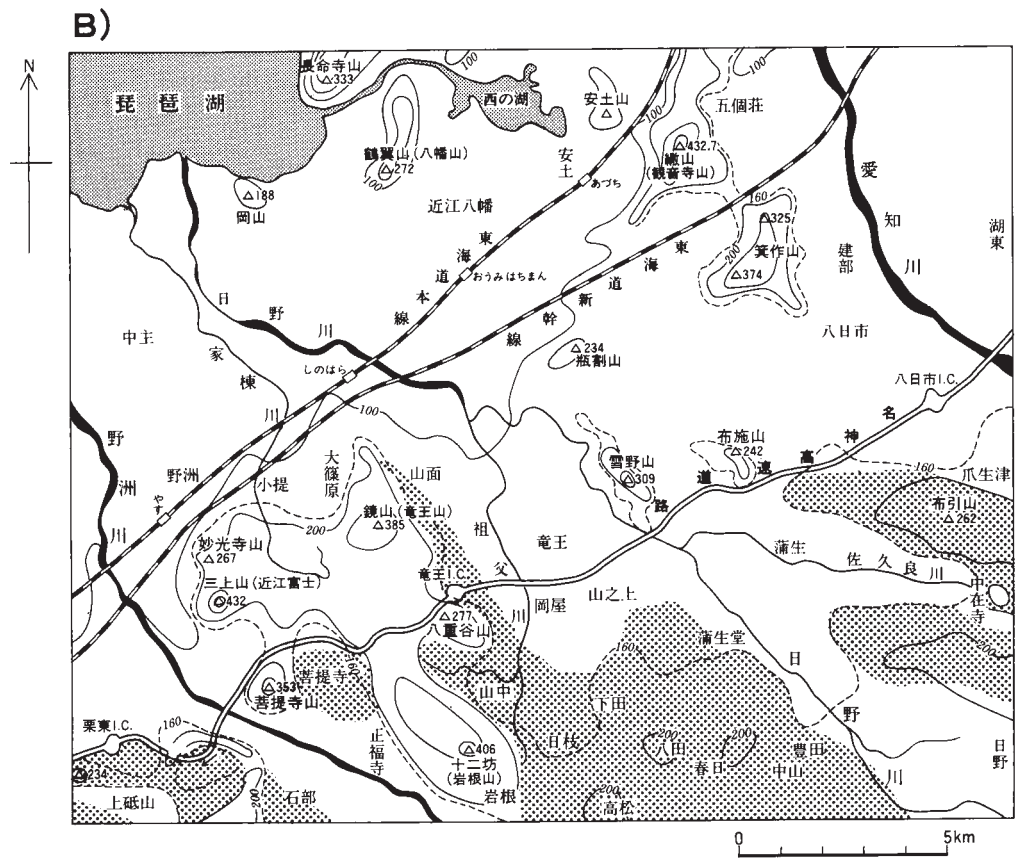 B)
N
長命寺山
333
100
琵琶湖
西の湖
安土山
100
五個荘
鶴翼山(八幡山)
272
100
432.7
繖山
(観音寺山)
安土
あづち
188
岡山
近江八幡
160
325
箕作山
200
374
愛知川
建部
湖東
東海道本線
おうみはちまん
東海道新幹線
日野川
中主
家棟川
しのはら
234
瓶割山
八日市
八日市I.C.
100
野洲川
野洲
やす
小提
大篠原
山面
200
鏡山(竜王山)
385
雪野山
309
布施山
242
名神高速道路
160
爪生津
布引山
262
妙光寺山
267
三上山(近江富士)
432
祖父川
竜王
竜王I.C.
蒲生
佐久良川
中在寺
277
八重谷山
岡屋
山之上
蒲生堂
160
200
菩提寺
160
353
菩提寺山
山中
下田
日野川
栗東I.C.
160
正福寺
406
十二坊
(岩根山)
日枝
200
田
200
春日
豊田
中山
日野
234
上砥山
200
石部
岩根
200
高松
0
5km